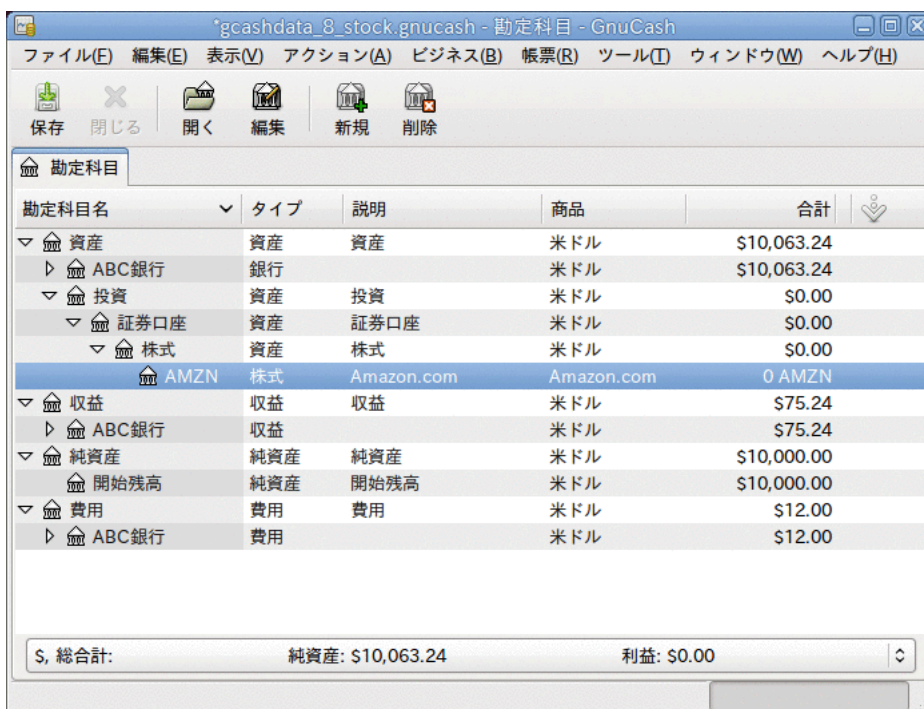 *gcashdata_8_stock.gnucash - 勘定科目 - GnuCash
ファイル(F) 編集(E) 表示(V) アクション(A) ビジネス(B) 帳票(R) ツール(T) ウィンドウ(W) ヘルプ(H)
保存 閉じる 開く 編集 新規 削除
勘定科目
勘定科目名 タイプ 説明 商品 合計
資産 資産 資産 米ドル $10,063.24
ABC銀行 銀行 米ドル $10,063.24
投資 資産 投資 米ドル $0.00
証券口座 資産 証券口座 米ドル $0.00
株式 資産 株式 米ドル $0.00
AMZN 株式 Amazon.com Amazon.com 0 AMZN
収益 収益 収益 米ドル $75.24
ABC銀行 収益 米ドル $75.24
純資産 純資産 純資産 米ドル $10,000.00
開始残高 純資産 開始残高 米ドル $10,000.00
費用 費用 費用 米ドル $12.00
ABC銀行 費用 米ドル $12.00
$, 総合計: 純資産: $10,063.24 利益: $0.00